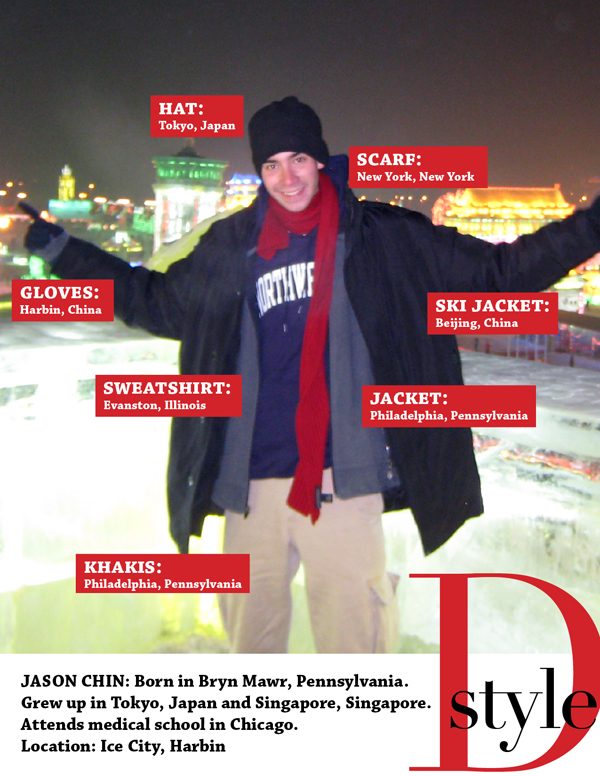 HAT:
Tokyo, Japan
SCARF:
New York, New York
GLOVES:
Harbin, China
SKI JACKET:
Beijing, China
NORTHW
SWEATSHIRT:
Evanston, Illinois
JACKET:
Philadelphia, Pennsylvania
KHAKIS:
Philadelphia, Pennsylvania
JASON CHIN: Born in Bryn Mawr, Pennsylvania.
Grew up in Tokyo, Japan and Singapore, Singapore.
Attends medical school in Chicago.
Location: Ice City, Harbin
D
style